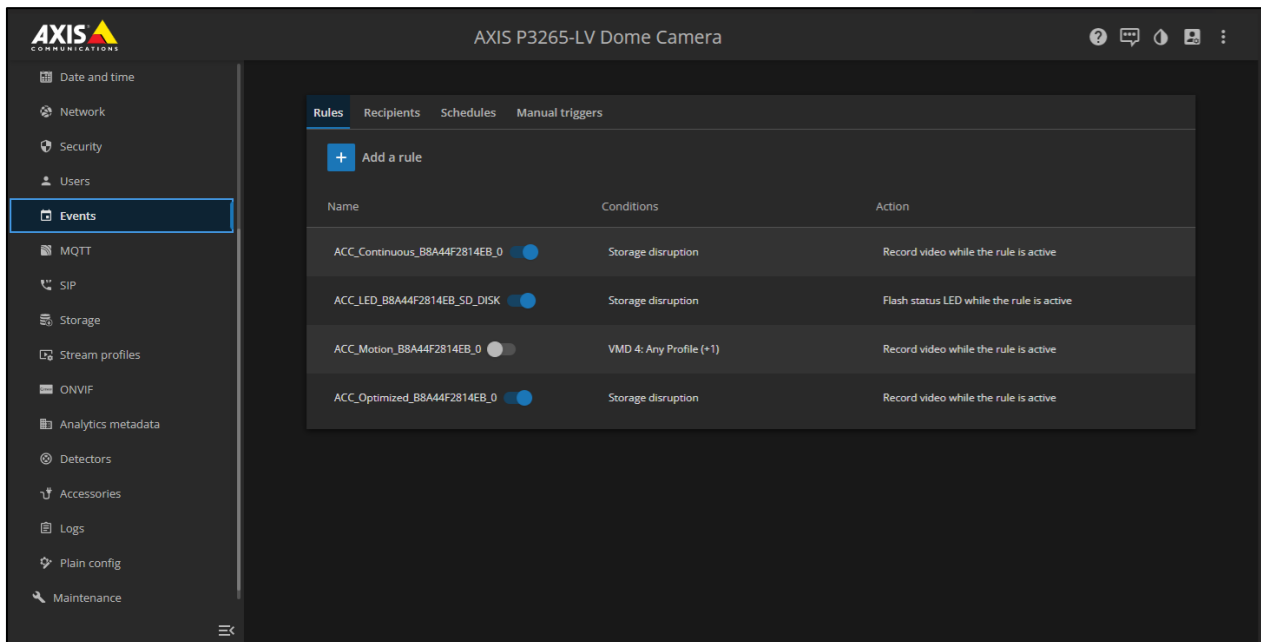 AXIS
COMMUNICATIONS
AXIS P3265-LV Dome Camera
Date and time
Network
Security
Users
Events
MQTT
SIP
Storage
Stream profiles
ONVIF
Analytics metadata
Detectors
Accessories
Logs
Plain config
Maintenance
Rules Recipients Schedules Manual triggers
+ Add a rule
Name Conditions Action
ACC_Continuous_B8A44F2814EB_0 Storage disruption Record video while the rule is active
ACC_LED_B8A44F2814EB_SD_DISK Storage disruption Flash status LED while the rule is active
ACC_Motion_B8A44F2814EB_0 VMD 4: Any Profile (+1) Record video while the rule is active
ACC_Optimized_B8A44F2814EB_0 Storage disruption Record video while the rule is active